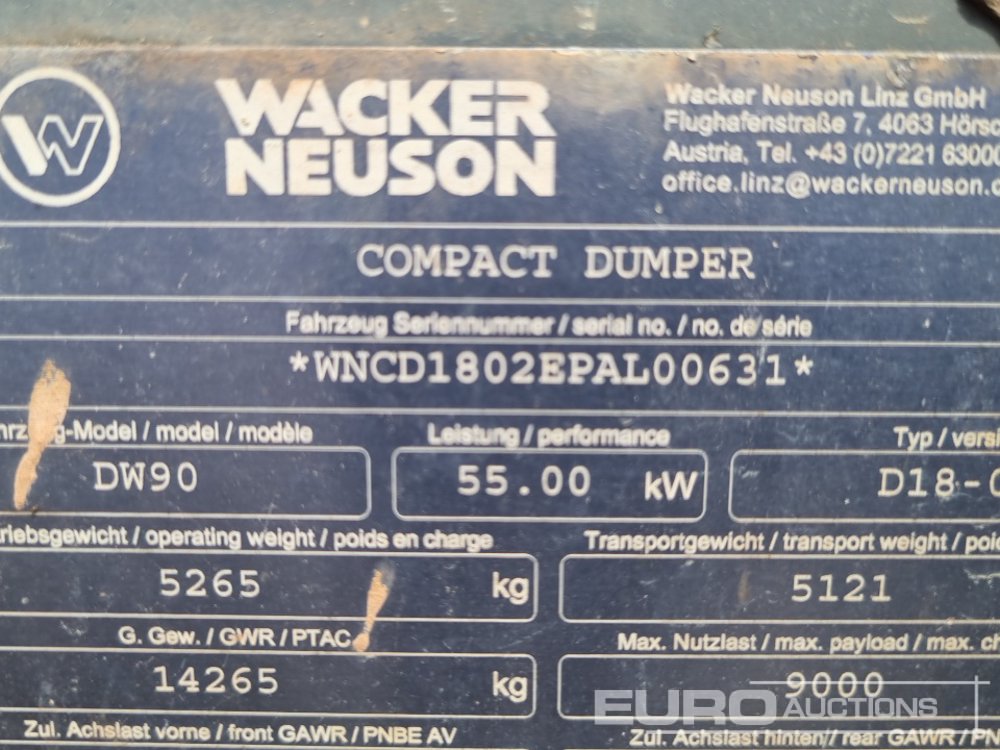 W
WACKER
NEUSON
Wacker Neuson Linz GmbH
Flughafenstraße 7, 4063 Hörsc
Austria, Tel. +43 (0)7221 63000
office.linz@wackerneuson.c
COMPACT DUMPER
Fahrzeug Seriennummer / serial no. / no. de série
*WNCD1802EPAL00631*
hrzeug-Model / model / modèle
Leistung / performance
Typ / versi
DW90
55.00 kW
D18-0
triebsgewicht / operating weight / poids en charge
Transportgewicht / transport weight / poid
5265 kg
5121
G. Gew. / GWR / PTAC
Max. Nutzlast / max. payload / max. ch
14265 kg
9000
EURO AUCTIONS
Zul. Achslast vorne / front GAWR / PNBE AV
Zul. Achslast hinten// rear GAWR / PN